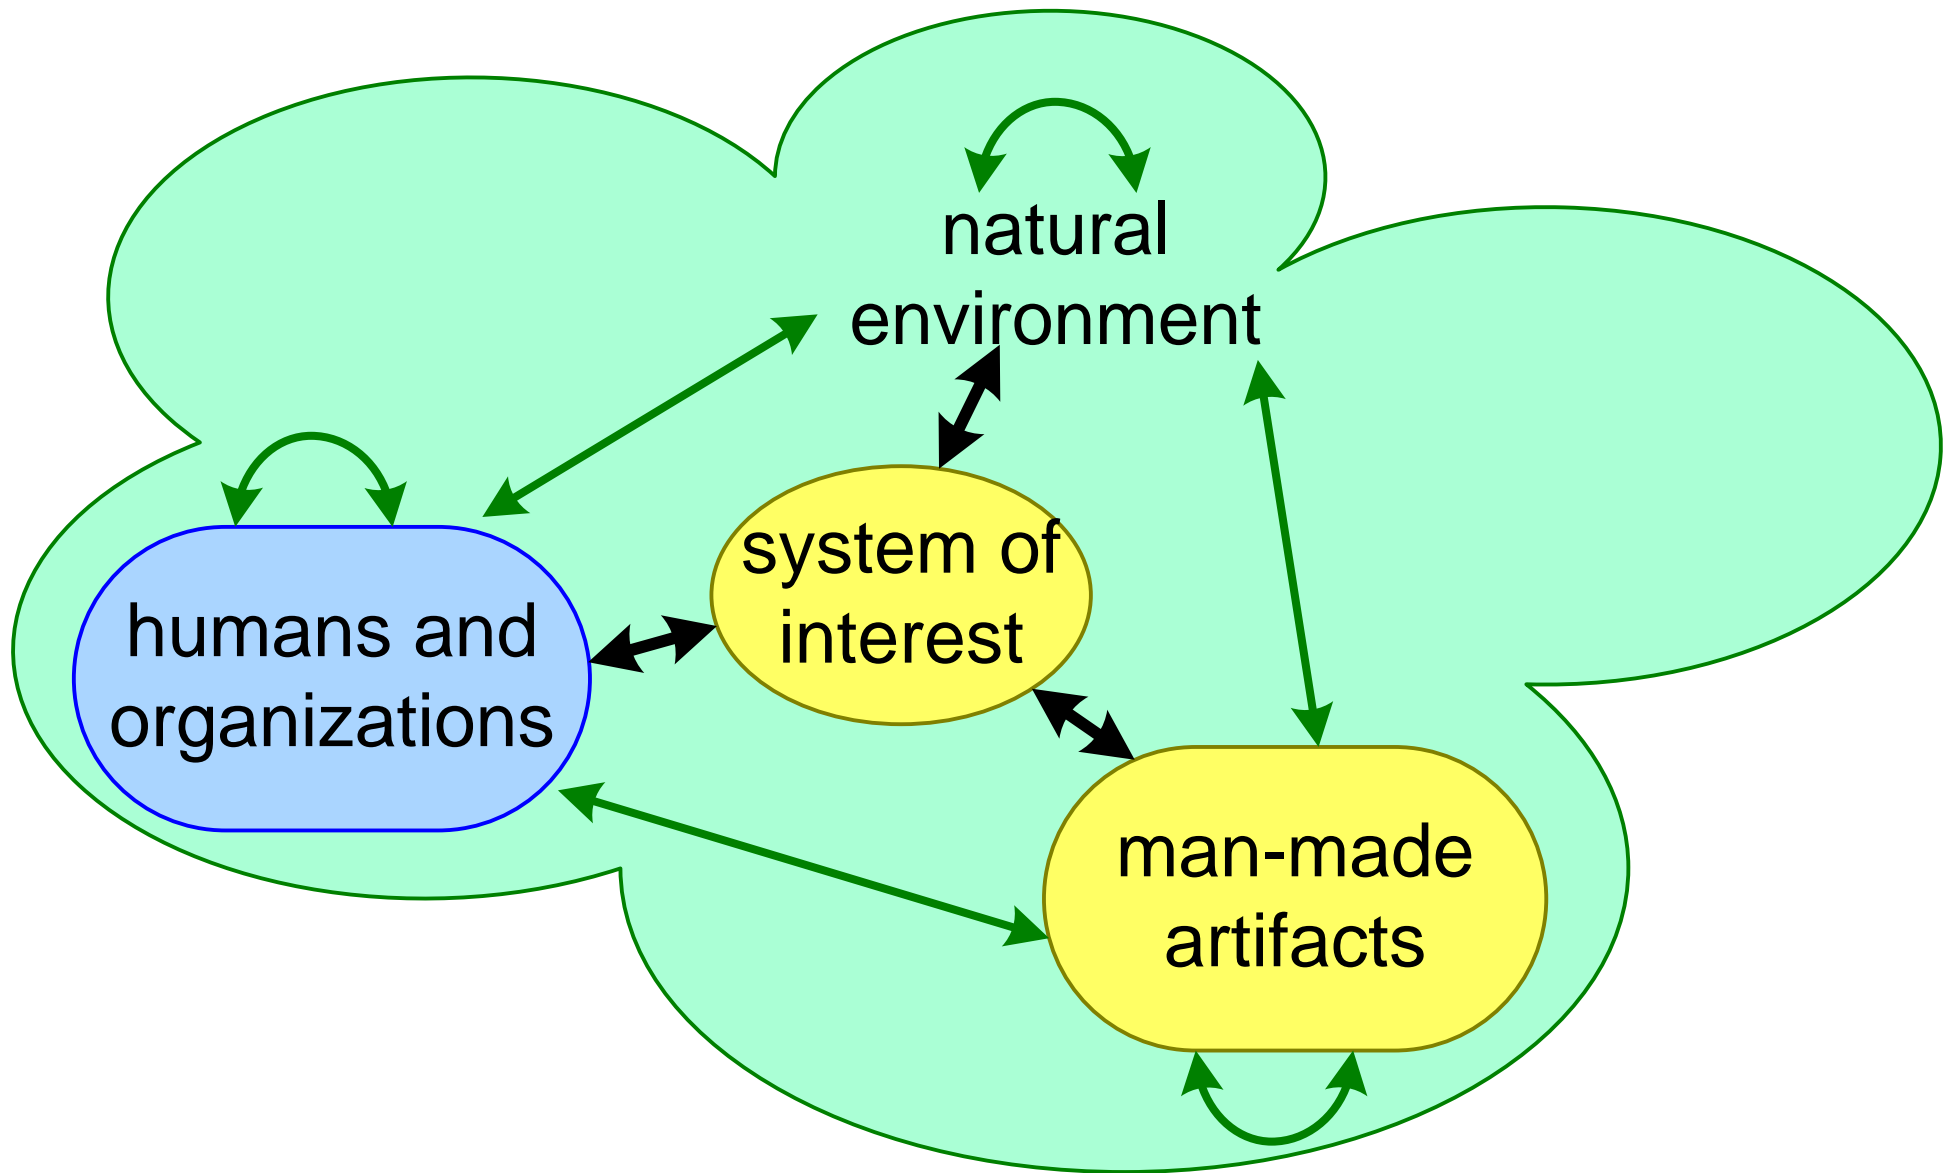 natural
environment
system of
interest
humans and
organizations
man-made
artifacts